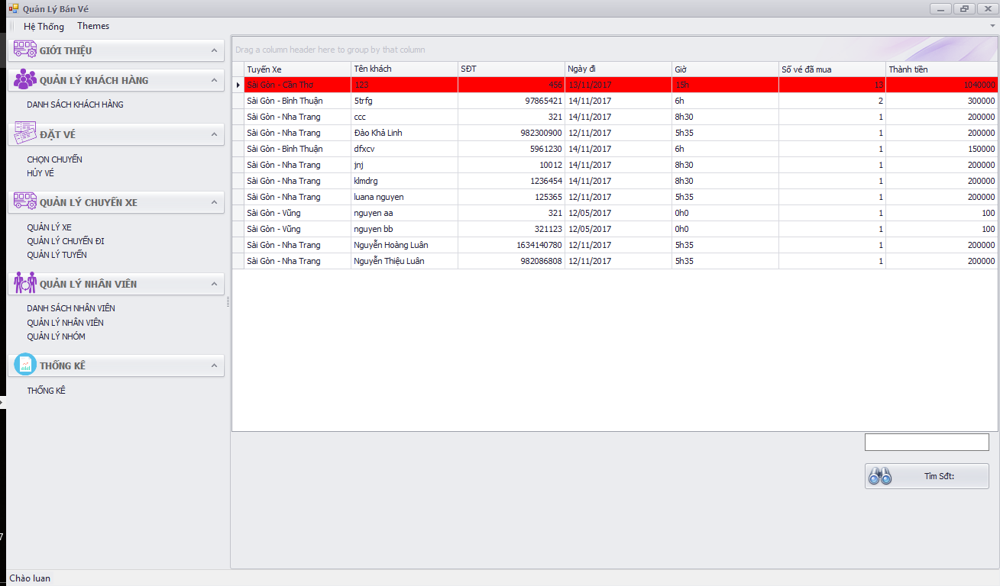 Quản Lý Bán Vé
Hệ Thống Themes
GIỚI THIỆU
QUẢN LÝ KHÁCH HÀNG
DANH SÁCH KHÁCH HÀNG
ĐẶT VÉ
CHỌN CHUYẾN
HỦY VÉ
QUẢN LÝ CHUYẾN XE
QUẢN LÝ XE
QUẢN LÝ CHUYẾN ĐI
QUẢN LÝ TUYẾN
QUẢN LÝ NHÂN VIÊN
DANH SÁCH NHÂN VIÊN
QUẢN LÝ NHÂN VIÊN
QUẢN LÝ NHÓM
THỐNG KÊ
THỐNG KÊ
Drag a column header here to group by that column
Tuyến Xe Tên khách SĐT Ngày đi Giờ Số vé đã mua Thành tiền
Sài Gòn - Cần Thơ 123 456 13/11/2017 15h 13 1040000
Sài Gòn - Bình Thuận 5trfg 97865421 14/11/2017 6h 2 300000
Sài Gòn - Nha Trang ccc 321 14/11/2017 8h30 1 200000
Sài Gòn - Nha Trang Đào Khả Linh 982300900 12/11/2017 5h35 1 200000
Sài Gòn - Bình Thuận dfxcv 5961230 14/11/2017 6h 1 150000
Sài Gòn - Nha Trang jnj 10012 14/11/2017 8h30 1 200000
Sài Gòn - Nha Trang klmdrg 1236454 14/11/2017 8h30 1 200000
Sài Gòn - Nha Trang luana nguyen 125365 12/11/2017 5h35 1 200000
Sài Gòn - Vũng nguyen aa 321 12/05/2017 0h0 1 100
Sài Gòn - Vũng nguyen bb 321123 12/05/2017 0h0 1 100
Sài Gòn - Nha Trang Nguyễn Hoàng Luân 1634140780 12/11/2017 5h35 1 200000
Sài Gòn - Nha Trang Nguyễn Thiệu Luân 982086808 12/11/2017 5h35 1 200000
Tìm Sđt:
7
Chào luan